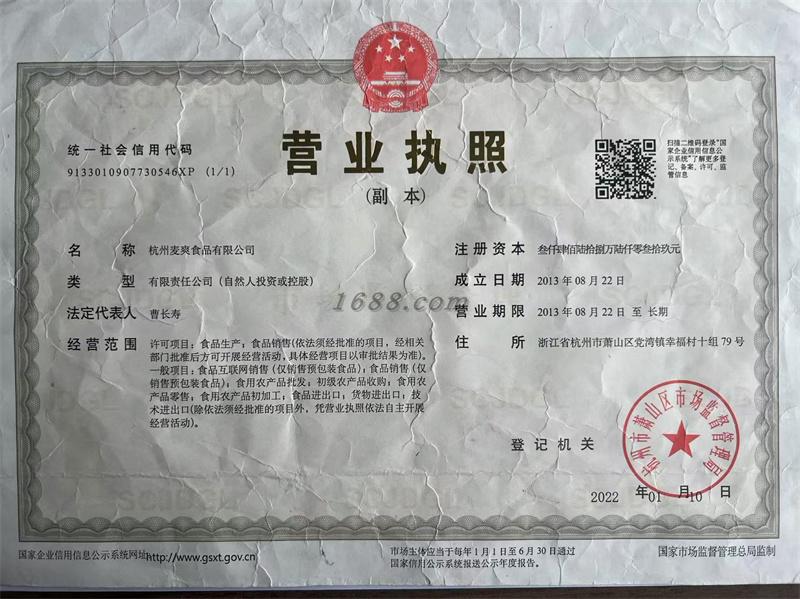 统一社会信用代码
9133010907730546XP (1/1)
营业执照
(副 本)
扫描二维码登录“国
家企业信用信息公
示系统”了解更多登
记、备案、许可、监
管信息
名 称 杭州麦爽食品有限公司
类 型 有限责任公司（自然人投资或控股）
法定代表人 曹长寿
经营范围 许可项目：食品生产；食品销售(依法须经批准的项目，经相关
部门批准后方可开展经营活动，具体经营项目以审批结果为准)。
一般项目：食品互联网销售（仅销售预包装食品）；食品销售（仅
销售预包装食品）；食用农产品批发；初级农产品收购；食用农
产品零售；食用农产品初加工；食品进出口；货物进出口；技
术进出口(除依法须经批准的项目外，凭营业执照依法自主开展
经营活动)。
注册资本 叁仟肆佰陆拾捌万陆仟零叁拾玖元
成立日期 2013年08月22日
营业期限 2013年08月22日 至 长期
住 所 浙江省杭州市萧山区党湾镇幸福村十组79号
1688.com
登记机关
杭州市萧山区市场监督管理局
2022 年 01 月 10 日
国家企业信用信息公示系统网址http://www.gsxt.gov.cn
市场主体应当于每年1月1日至6月30日通过
国家信用公示系统报送公示年度报告。
国家市场监督管理总局监制